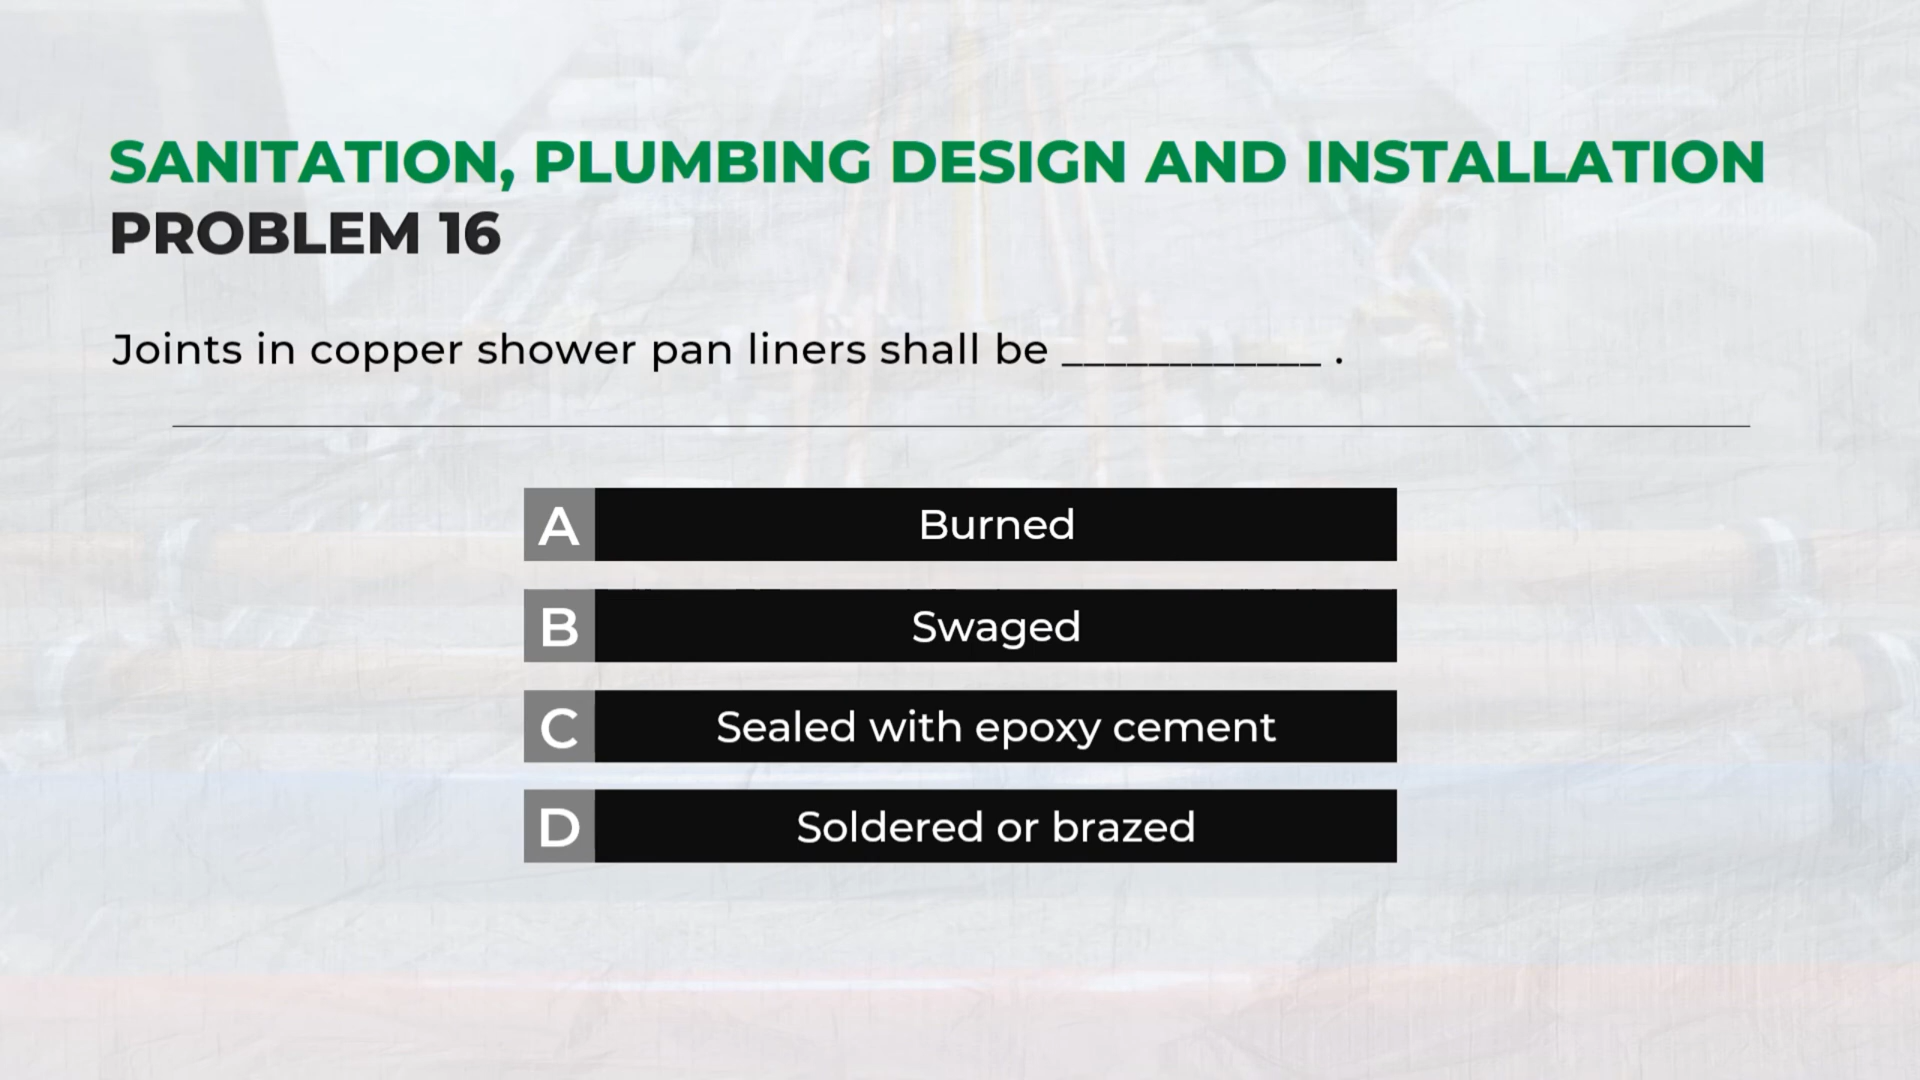 SANITATION, PLUMBING DESIGN AND INSTALLATION
PROBLEM 16
Joints in copper shower pan liners shall be ____________ .
A Burned
B Swaged
C Sealed with epoxy cement
D Soldered or brazed